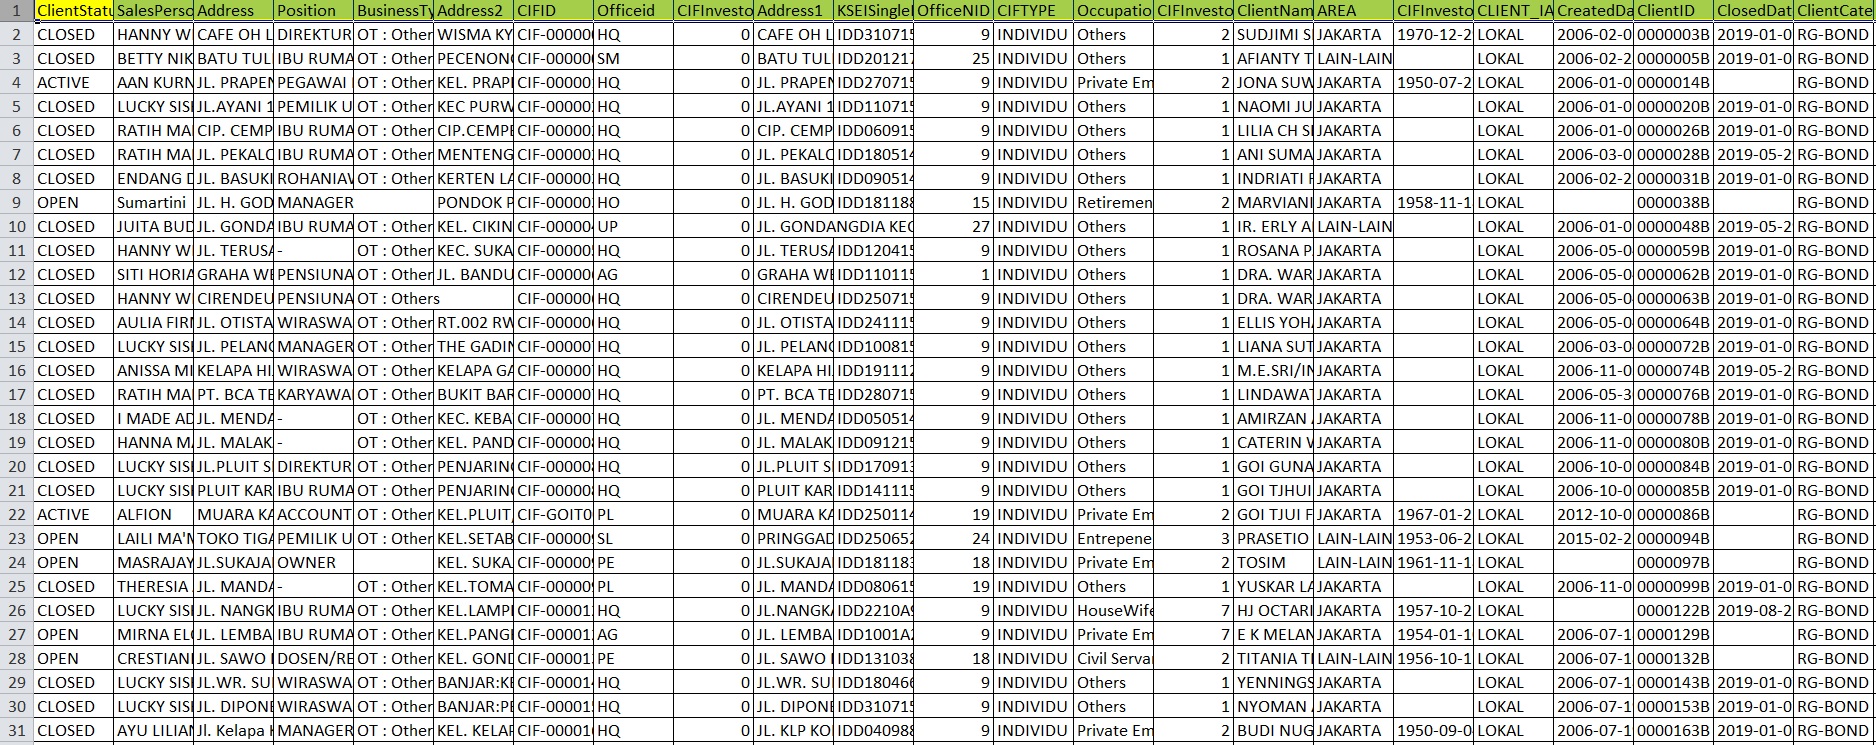 1 ClientStatu SalesPerso Address Position BusinessTy Address2 CIFID Officeid CIFInvesto Address1 KSEISingleI OfficeNID CIFTYPE Occupatio CIFInvesto ClientNam AREA CIFInvesto CLIENT_IA CreatedDa ClientID ClosedDat ClientCate
2 CLOSED HANNY W CAFE OH L DIREKTUR OT : Other WISMA KY CIF-00000 HQ 0 CAFE OH L IDD310715 9 INDIVIDU Others 2 SUDJIMI S JAKARTA 1970-12-2 LOKAL 2006-02-0 0000003B 2019-01-0 RG-BOND
3 CLOSED BETTY NIK BATU TUL IBU RUMA OT : Other PECENON CIF-00000 SM 0 BATU TUL IDD201217 25 INDIVIDU Others 1 AFIANTY T LAIN-LAIN LOKAL 2006-02-2 0000005B 2019-01-0 RG-BOND
4 ACTIVE AAN KURN JL. PRAPEN PEGAWAI OT : Other KEL. PRAP CIF-00000 HQ 0 JL. PRAPEN IDD270715 9 INDIVIDU Private Em 2 JONA SUW JAKARTA 1950-07-2 LOKAL 2006-01-0 0000014B RG-BOND
5 CLOSED LUCKY SIS JL.AYANI 1 PEMILIK U OT : Other KEC PURW CIF-00000 HQ 0 JL.AYANI 1 IDD110715 9 INDIVIDU Others 1 NAOMI JU JAKARTA LOKAL 2006-01-0 0000020B 2019-01-0 RG-BOND
6 CLOSED RATIH MA CIP. CEMP IBU RUMA OT : Other CIP.CEMP CIF-00000 HQ 0 CIP. CEMP IDD060915 9 INDIVIDU Others 1 LILIA CH S JAKARTA LOKAL 2006-01-0 0000026B 2019-01-0 RG-BOND
7 CLOSED RATIH MA JL. PEKALO IBU RUMA OT : Other MENTENG CIF-00000 HQ 0 JL. PEKALO IDD180514 9 INDIVIDU Others 1 ANI SUMA JAKARTA LOKAL 2006-03-0 0000028B 2019-05-2 RG-BOND
8 CLOSED ENDANG D JL. BASUKI ROHANIAW OT : Other KERTEN LA CIF-00000 HQ 0 JL. BASUKI IDD090514 9 INDIVIDU Others 1 INDRIATI JAKARTA LOKAL 2006-02-2 0000031B 2019-01-0 RG-BOND
9 OPEN Sumartini JL. H. GOD MANAGER PONDOK P CIF-00000 HO 0 JL. H. GOD IDD181188 15 INDIVIDU Retiremen 2 MARVIANI JAKARTA 1958-11-1 LOKAL 0000038B RG-BOND
10 CLOSED JUITA BUD JL. GONDA IBU RUMA OT : Other KEL. CIKIN CIF-00000 UP 0 JL. GONDANGDIA KEC 27 INDIVIDU Others 1 IR. ERLY A LAIN-LAIN LOKAL 2006-01-0 0000048B 2019-05-2 RG-BOND
11 CLOSED HANNY W JL. TERUSA - OT : Other KEC. SUKA CIF-00000 HQ 0 JL. TERUSA IDD120415 9 INDIVIDU Others 1 ROSANA P JAKARTA LOKAL 2006-05-0 0000059B 2019-01-0 RG-BOND
12 CLOSED SITI HORIA GRAHA WE PENSIUNA OT : Other JL. BANDU CIF-00000 AG 0 GRAHA WE IDD110115 1 INDIVIDU Others 1 DRA. WAR JAKARTA LOKAL 2006-05-0 0000062B 2019-01-0 RG-BOND
13 CLOSED HANNY W CIRENDEU PENSIUNA OT : Others CIF-00000 HQ 0 CIRENDEU IDD250715 9 INDIVIDU Others 1 DRA. WAR JAKARTA LOKAL 2006-05-0 0000063B 2019-01-0 RG-BOND
14 CLOSED AULIA FIR JL. OTISTA WIRASWA OT : Other RT.002 RW CIF-00000 HQ 0 JL. OTISTA IDD241115 9 INDIVIDU Others 1 ELLIS YOH JAKARTA LOKAL 2006-05-0 0000064B 2019-01-0 RG-BOND
15 CLOSED LUCKY SIS JL. PELANG MANAGER OT : Other THE GADIN CIF-00000 HQ 0 JL. PELANG IDD100815 9 INDIVIDU Others 1 LIANA SUT JAKARTA LOKAL 2006-03-0 0000072B 2019-01-0 RG-BOND
16 CLOSED ANISSA MI KELAPA HI WIRASWA OT : Other KELAPA GA CIF-00000 HQ 0 KELAPA HI IDD191112 9 INDIVIDU Others 1 M.E.SRI/IN JAKARTA LOKAL 2006-11-0 0000074B 2019-05-2 RG-BOND
17 CLOSED RATIH MA PT. BCA TE KARYAWA OT : Other BUKIT BAR CIF-00000 HQ 0 PT. BCA TE IDD280715 9 INDIVIDU Others 1 LINDAWAT JAKARTA LOKAL 2006-05-3 0000076B 2019-01-0 RG-BOND
18 CLOSED I MADE AD JL. MENDA - OT : Other KEC. KEBA CIF-00000 HQ 0 JL. MENDA IDD050514 9 INDIVIDU Others 1 AMIRZAN JAKARTA LOKAL 2006-11-0 0000078B 2019-01-0 RG-BOND
19 CLOSED HANNA M JL. MALAK - OT : Other KEL. PAND CIF-00000 HQ 0 JL. MALAK IDD091215 9 INDIVIDU Others 1 CATERIN W JAKARTA LOKAL 2006-11-0 0000080B 2019-01-0 RG-BOND
20 CLOSED LUCKY SIS JL.PLUIT S DIREKTUR OT : Other PENJARIN CIF-00000 HQ 0 JL.PLUIT S IDD170913 9 INDIVIDU Others 1 GOI GUNA JAKARTA LOKAL 2006-10-0 0000084B 2019-01-0 RG-BOND
21 CLOSED LUCKY SIS PLUIT KAR IBU RUMA OT : Other PENJARIN CIF-00000 HQ 0 PLUIT KAR IDD141115 9 INDIVIDU Others 1 GOI TJHUI JAKARTA LOKAL 2006-10-0 0000085B 2019-01-0 RG-BOND
22 ACTIVE ALFION MUARA KA ACCOUNT OT : Other KEL.PLUIT, CIF-GOIT0 PL 0 MUARA KA IDD250114 19 INDIVIDU Private Em 2 GOI TJUI F JAKARTA 1967-01-2 LOKAL 2012-10-0 0000086B RG-BOND
23 OPEN LAILI MA'M TOKO TIGA PEMILIK U OT : Other KEL.SETAB CIF-00000 SL 0 PRINGGAD IDD250652 24 INDIVIDU Entrepene 3 PRASETIO LAIN-LAIN 1953-06-2 LOKAL 2015-02-2 0000094B RG-BOND
24 OPEN MASRAJAY JL.SUKAJAI OWNER KEL. SUKA CIF-00000 PE 0 JL.SUKAJAI IDD181183 18 INDIVIDU Private Em 2 TOSIM LAIN-LAIN 1961-11-1 LOKAL 0000097B RG-BOND
25 CLOSED THERESIA JL. MANDA - OT : Other KEL.TOMA CIF-00000 PL 0 JL. MANDA IDD080615 19 INDIVIDU Others 1 YUSKAR LA JAKARTA LOKAL 2006-11-0 0000099B 2019-01-0 RG-BOND
26 CLOSED LUCKY SIS JL. NANGK IBU RUMA OT : Other KEL.LAMP CIF-00001 HQ 0 JL.NANGKA IDD2210A9 9 INDIVIDU HouseWife 7 HJ OCTARI JAKARTA 1957-10-2 LOKAL 0000122B 2019-08-2 RG-BOND
27 OPEN MIRNA EL JL. LEMBA IBU RUMA OT : Other KEL.PANG CIF-00001 AG 0 JL. LEMBA IDD1001A2 9 INDIVIDU Private Em 7 E K MELAN JAKARTA 1954-01-1 LOKAL 2006-07-1 0000129B RG-BOND
28 OPEN CRESTIAN JL. SAWO DOSEN/RE OT : Other KEL. GOND CIF-00001 PE 0 JL. SAWO IDD131038 18 INDIVIDU Civil Serva 2 TITANIA T LAIN-LAIN 1956-10-1 LOKAL 2006-07-1 0000132B RG-BOND
29 CLOSED LUCKY SIS JL.WR. SU WIRASWA OT : Other BANJAR:KE CIF-00001 HQ 0 JL.WR. SU IDD180466 9 INDIVIDU Others 1 YENNINGS JAKARTA LOKAL 2006-07-1 0000143B 2019-01-0 RG-BOND
30 CLOSED LUCKY SIS JL. DIPONE WIRASWA OT : Other BANJAR:PE CIF-00001 HQ 0 JL. DIPONE IDD310715 9 INDIVIDU Others 1 NYOMAN JAKARTA LOKAL 2006-07-1 0000153B 2019-01-0 RG-BOND
31 CLOSED AYU LILIAN Jl. Kelapa MANAGER OT : Other KEL. KELAP CIF-00001 HQ 0 JL. KLP KO IDD040988 9 INDIVIDU Private Em 2 BUDI NUG JAKARTA 1950-09-0 LOKAL 2006-07-1 0000163B 2019-01-0 RG-BOND